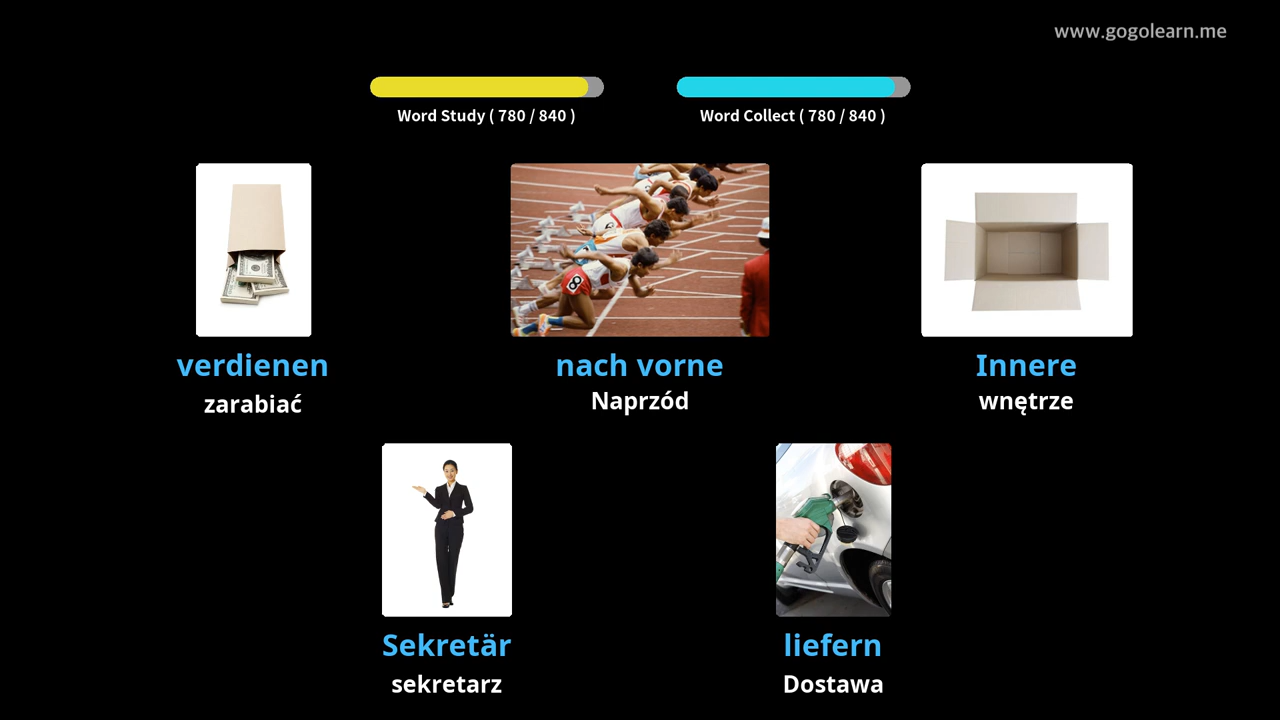 www.gogolearn.me
Word Study ( 780 / 840 )
Word Collect ( 780 / 840 )
verdienen
zarabiać
nach vorne
Naprzód
Innere
wnętrze
Sekretär
sekretarz
liefern
Dostawa